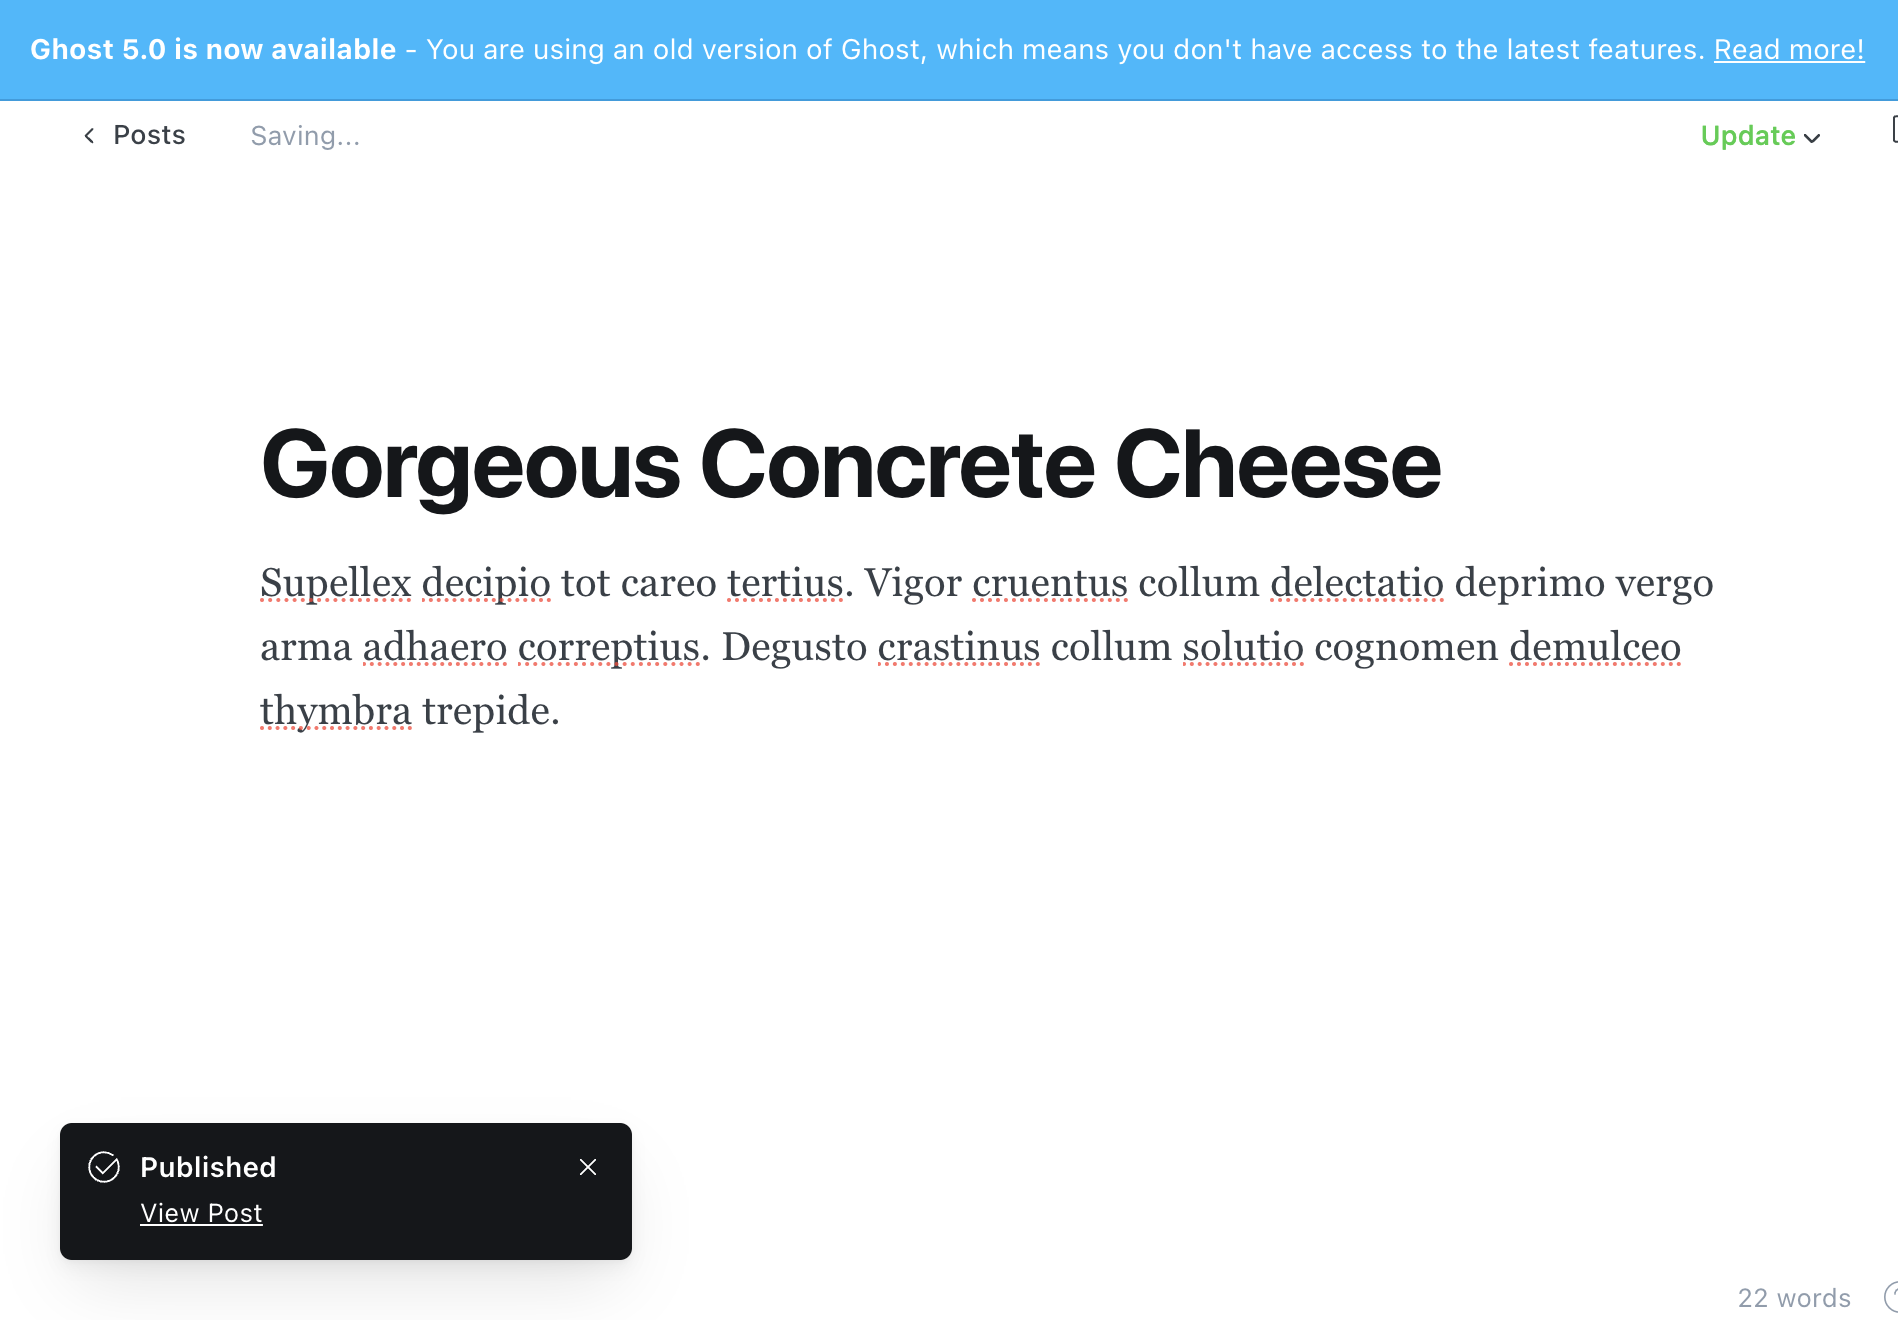 Ghost 5.0 is now available - You are using an old version of Ghost, which means you don't have access to the latest features. Read more!
Posts
Saving...
Update
Gorgeous Concrete Cheese
Supellex decipio tot careo tertius. Vigor cruentus collum delectatio deprimo vergo
arma adhaero correptius. Degusto crastinus collum solutio cognomen demulceo
thymbra trepide.
Published
View Post
22 words